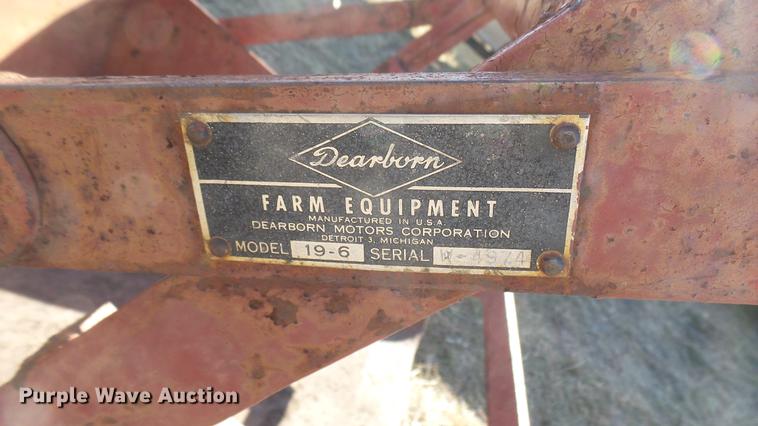 Dearborn
FARM EQUIPMENT
MANUFACTURED IN U.S.A.
DEARBORN MOTORS CORPORATION
DETROIT 3, MICHIGAN
MODEL 19-6 SERIAL
Purple Wave Auction